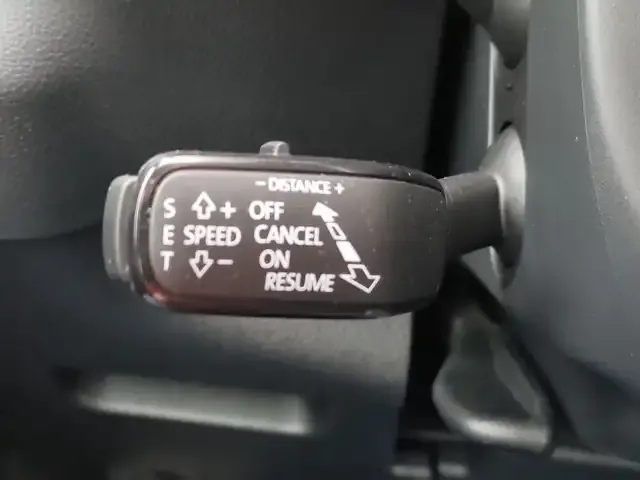 - DISTANCE +
S + OFF
E SPEED CANCEL
T - ON
RESUME